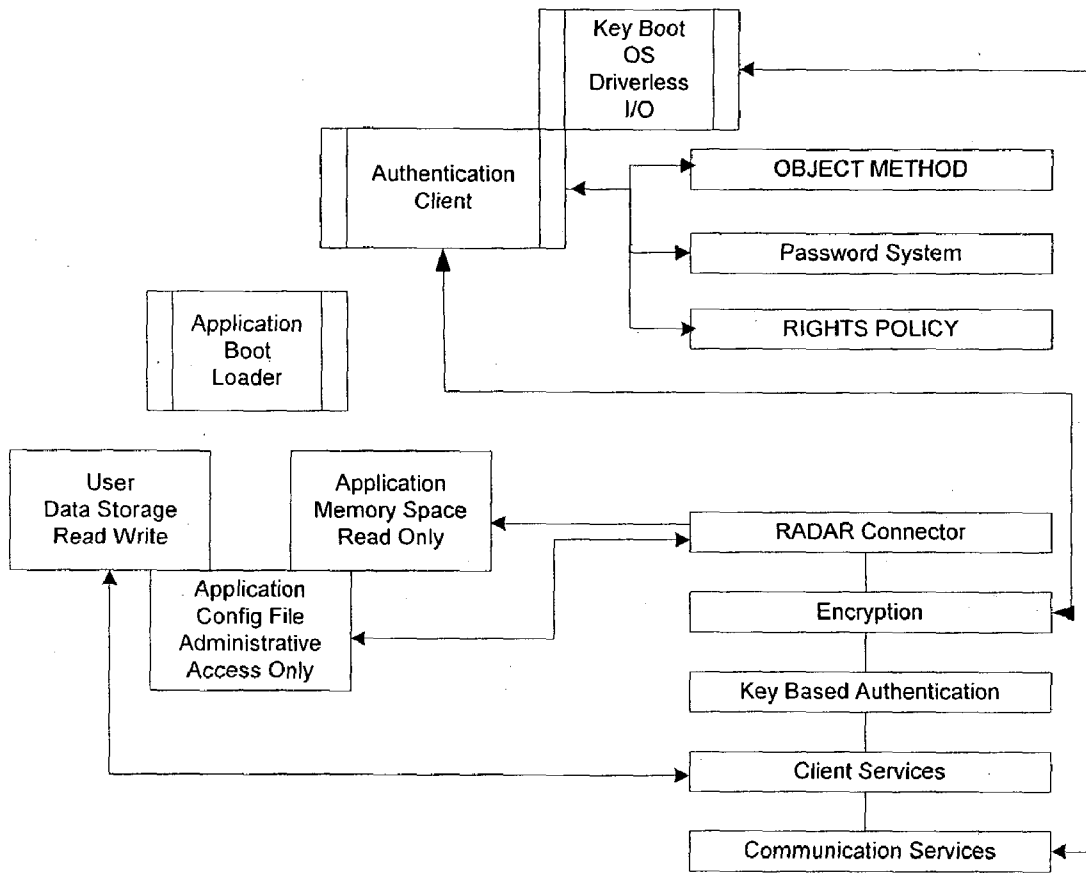 Key Boot
OS
Driverless
I/O
Authentication
Client
OBJECT METHOD
Password System
RIGHTS POLICY
Application
Boot
Loader
User
Data Storage
Read Write
Application
Memory Space
Read Only
Application
Config File
Administrative
Access Only
RADAR Connector
Encryption
Key Based Authentication
Client Services
Communication Services